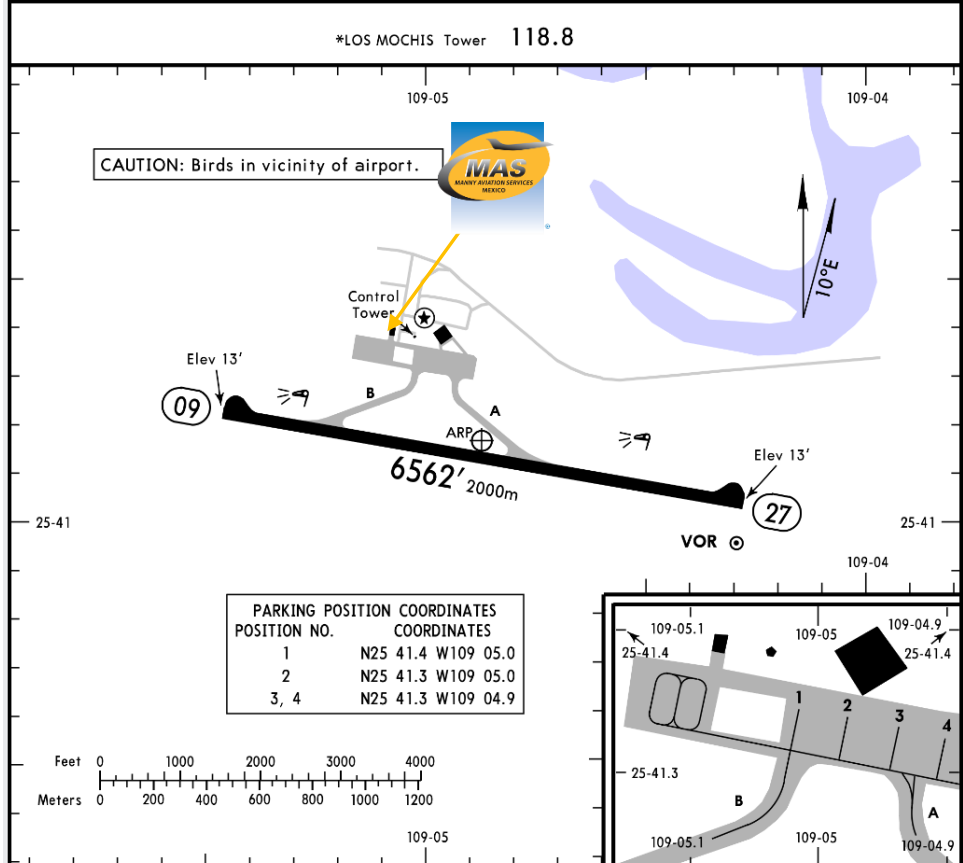 *LOS MOCHIS Tower 118.8
109-05
109-04
CAUTION: Birds in vicinity of airport.
MAS
MANNY AVIATION SERVICES
MEXICO
®
10°E
Control
Tower
Elev 13'
09
B
A
ARP
6562' 2000m
Elev 13'
27
25-41
25-41
VOR
109-04
PARKING POSITION COORDINATES
POSITION NO. COORDINATES
1 N25 41.4 W109 05.0
2 N25 41.3 W109 05.0
3, 4 N25 41.3 W109 04.9
Feet 0 1000 2000 3000 4000
Meters 0 200 400 600 800 1000 1200
109-05
109-05.1
109-05
109-04.9
25-41.4
25-41.4
1
2
3
4
25-41.3
B
A
109-05.1
109-05
109-04.9